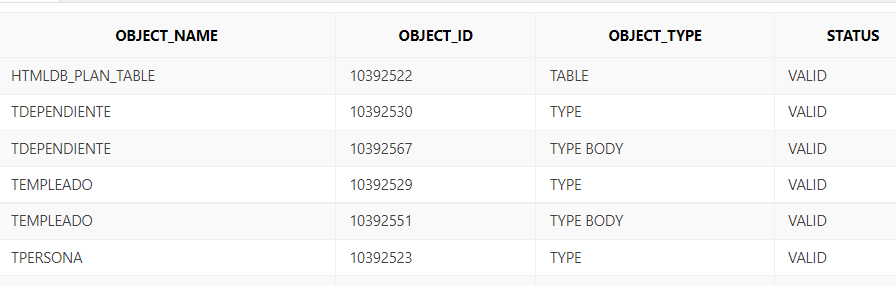 OBJECT_NAME OBJECT_ID OBJECT_TYPE STATUS
HTMLDB_PLAN_TABLE 10392522 TABLE VALID
TDEPENDIENTE 10392530 TYPE VALID
TDEPENDIENTE 10392567 TYPE BODY VALID
TEMPLEADO 10392529 TYPE VALID
TEMPLEADO 10392551 TYPE BODY VALID
TPERSONA 10392523 TYPE VALID